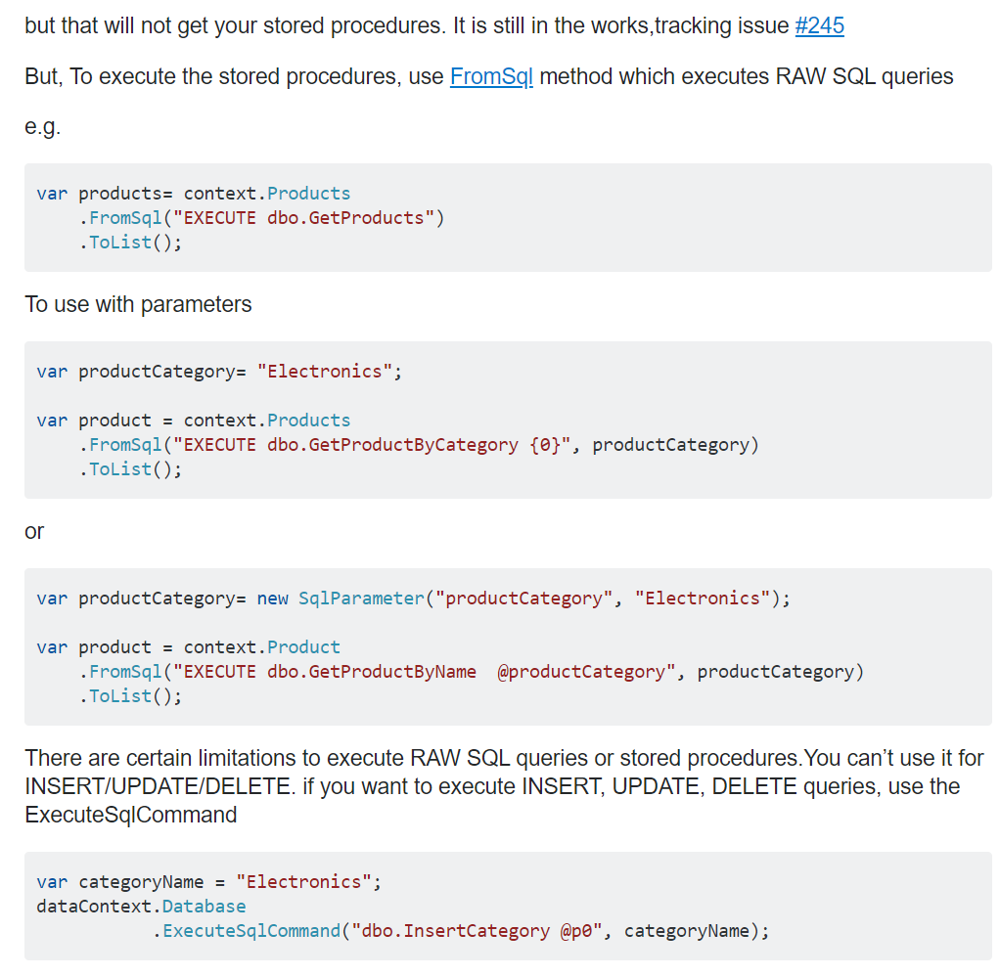 but that will not get your stored procedures. It is still in the works,tracking issue #245
But, To execute the stored procedures, use FromSql method which executes RAW SQL queries
e.g.
var products= context.Products
    .FromSql("EXECUTE dbo.GetProducts")
    .ToList();
To use with parameters
var productCategory= "Electronics";
var product = context.Products
    .FromSql("EXECUTE dbo.GetProductByCategory {0}", productCategory)
    .ToList();
or
var productCategory= new SqlParameter("productCategory", "Electronics");
var product = context.Product
    .FromSql("EXECUTE dbo.GetProductByName  @productCategory", productCategory)
    .ToList();
There are certain limitations to execute RAW SQL queries or stored procedures.You can’t use it for
INSERT/UPDATE/DELETE. if you want to execute INSERT, UPDATE, DELETE queries, use the
ExecuteSqlCommand
var categoryName = "Electronics";
dataContext.Database
           .ExecuteSqlCommand("dbo.InsertCategory @p0", categoryName);